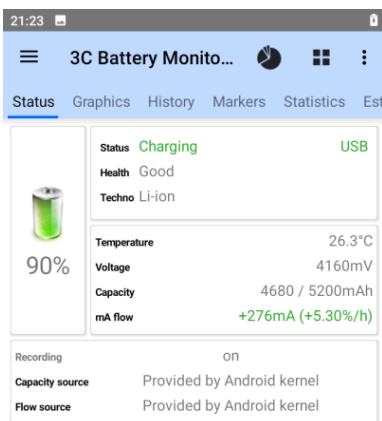 21:23
3C Battery Monito...
Status Graphics History Markers Statistics Est
Status Charging USB
Health Good
Techno Li-ion
90%
Temperature 26.3°C
Voltage 4160mV
Capacity 4680 / 5200mAh
mA flow +276mA (+5.30%/h)
Recording on
Capacity source Provided by Android kernel
Flow source Provided by Android kernel